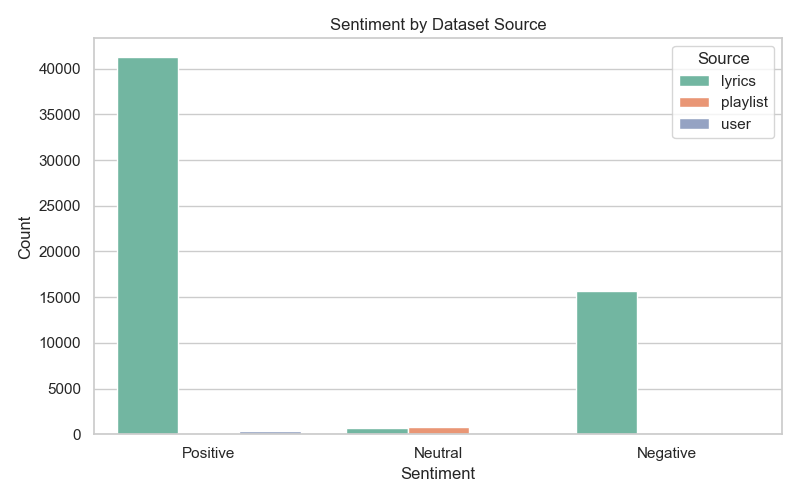 Sentiment by Dataset Source
Source
lyrics
playlist
user
Count
40000
35000
30000
25000
20000
15000
10000
5000
0
Positive
Neutral
Negative
Sentiment